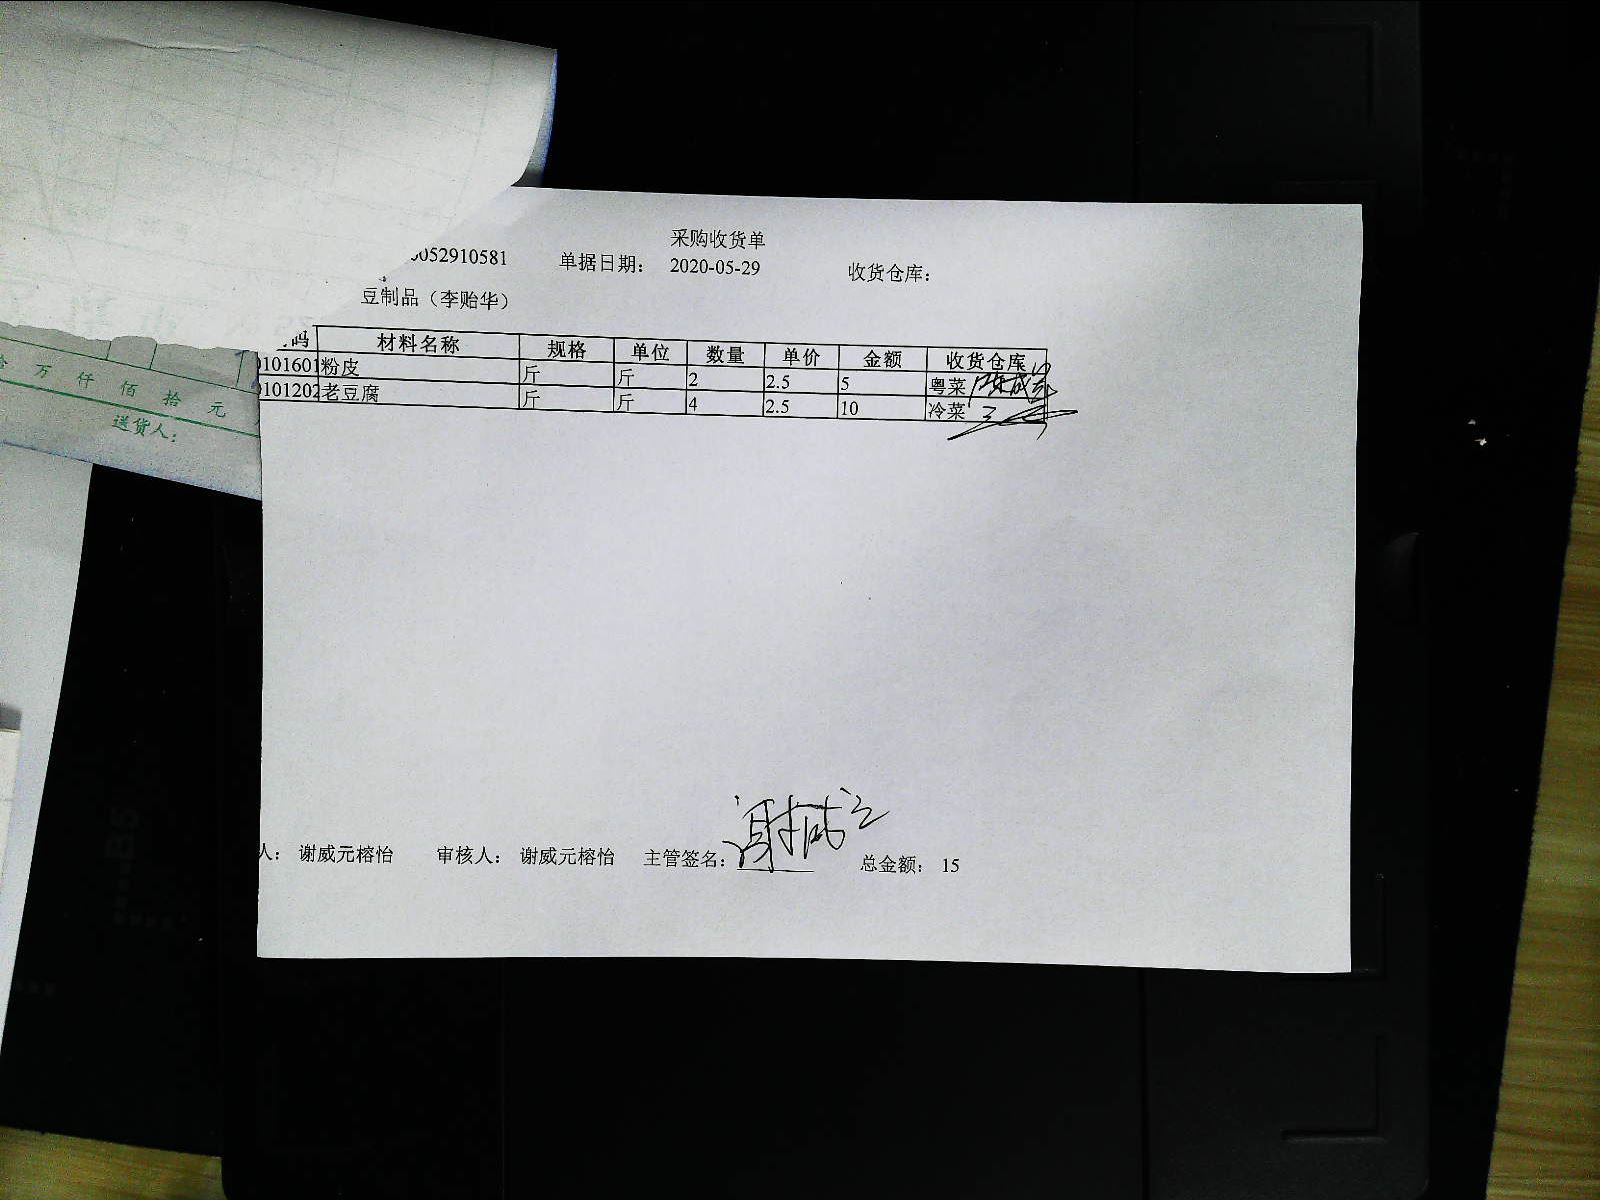 采购收货单
052910581 单据日期: 2020-05-29 收货仓库:
豆制品（李贻华）
码 材料名称 规格 单位 数量 单价 金额 收货仓库
0101601 粉皮 斤 斤 2 2.5 5 粤菜
0101202 老豆腐 斤 斤 4 2.5 10 冷菜
万 仟 佰 拾 元
送货人:
人: 谢威元榕怡 审核人: 谢威元榕怡 主管签名: 总金额: 15